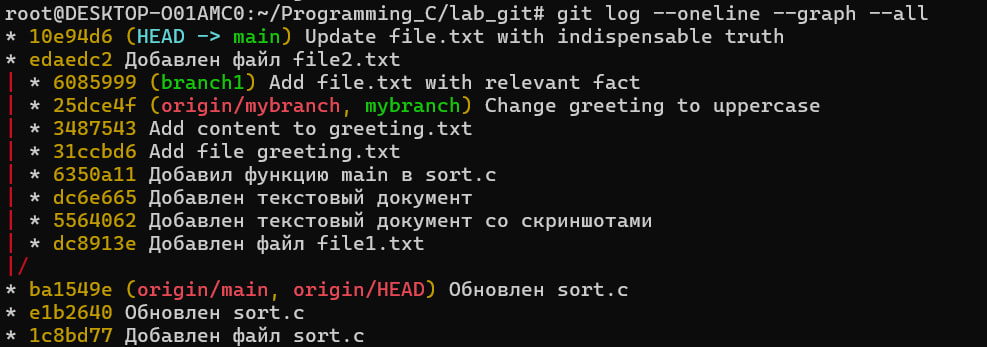 root@DESKTOP-O01AMC0:~/Programming_C/lab_git# git log --oneline --graph --all
* 10e94d6 (HEAD -> main) Update file.txt with indispensable truth
* edaedc2 Добавлен файл file2.txt
| * 6085999 (branch1) Add file.txt with relevant fact
| * 25dce4f (origin/mybranch, mybranch) Change greeting to uppercase
| * 3487543 Add content to greeting.txt
| * 31ccbd6 Add file greeting.txt
| * 6350a11 Добавил функцию main в sort.c
| * dc6e665 Добавлен текстовый документ
| * 5564062 Добавлен текстовый документ со скриншотами
| * dc8913e Добавлен файл file1.txt
|/
* ba1549e (origin/main, origin/HEAD) Обновлен sort.c
* e1b2640 Обновлен sort.c
* 1c8bd77 Добавлен файл sort.c